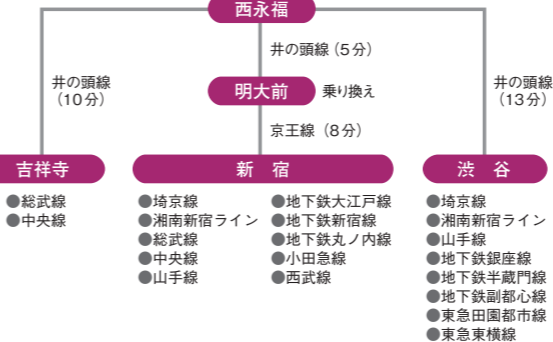 西永福
井の頭線（5分）
井の頭線
（10分）
井の頭線
（13分）
明大前
乗り換え
京王線（8分）
吉祥寺
●総武線
●中央線
新　宿
●埼京線
●湘南新宿ライン
●総武線
●中央線
●山手線
●地下鉄大江戸線
●地下鉄新宿線
●地下鉄丸ノ内線
●小田急線
●西武線
渋　谷
●埼京線
●湘南新宿ライン
●山手線
●地下鉄銀座線
●地下鉄半蔵門線
●地下鉄副都心線
●東急田園都市線
●東急東横線